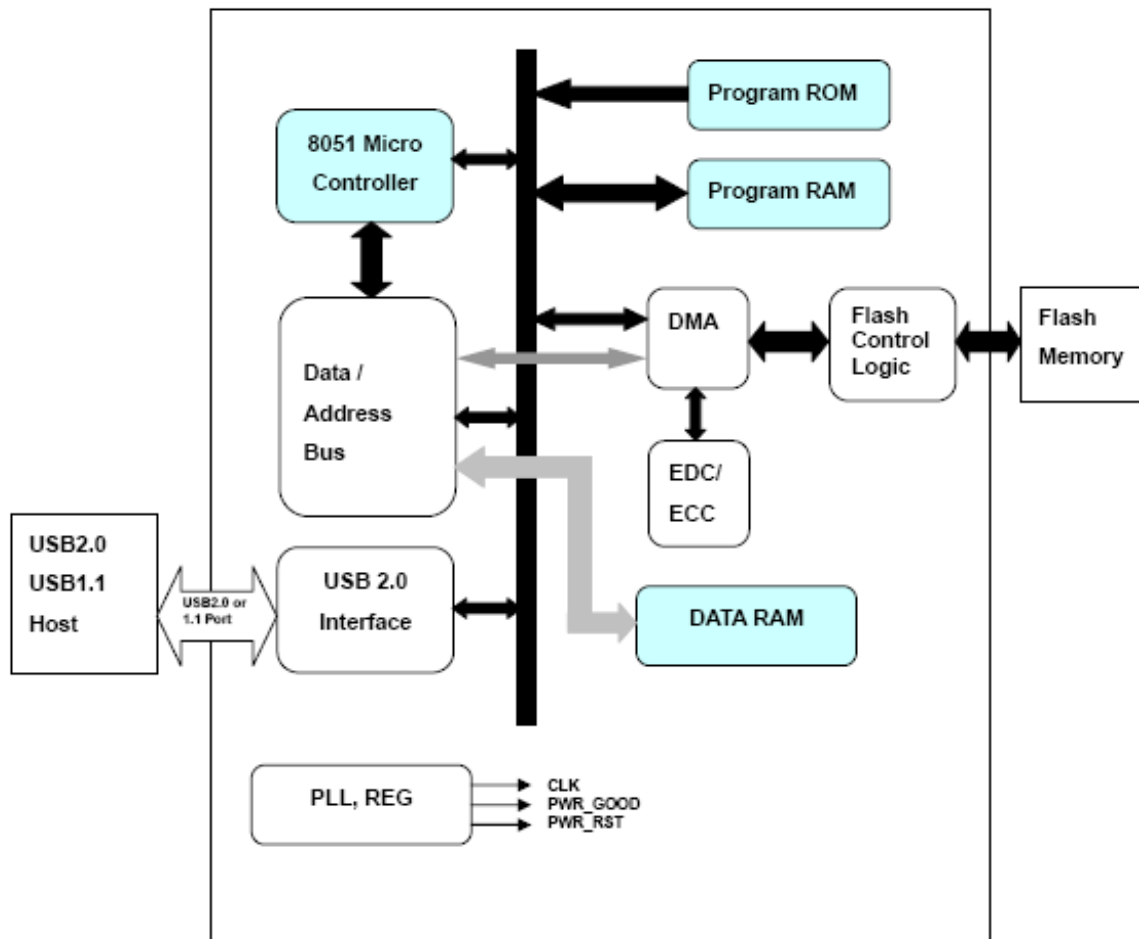 Program ROM
8051 Micro
Controller
Program RAM
Data /
Address
Bus
DMA
Flash
Control
Logic
Flash
Memory
EDC/
ECC
USB2.0
USB1.1
Host
USB2.0 or
1.1 Port
USB 2.0
Interface
DATA RAM
PLL, REG
CLK
PWR_GOOD
PWR_RST